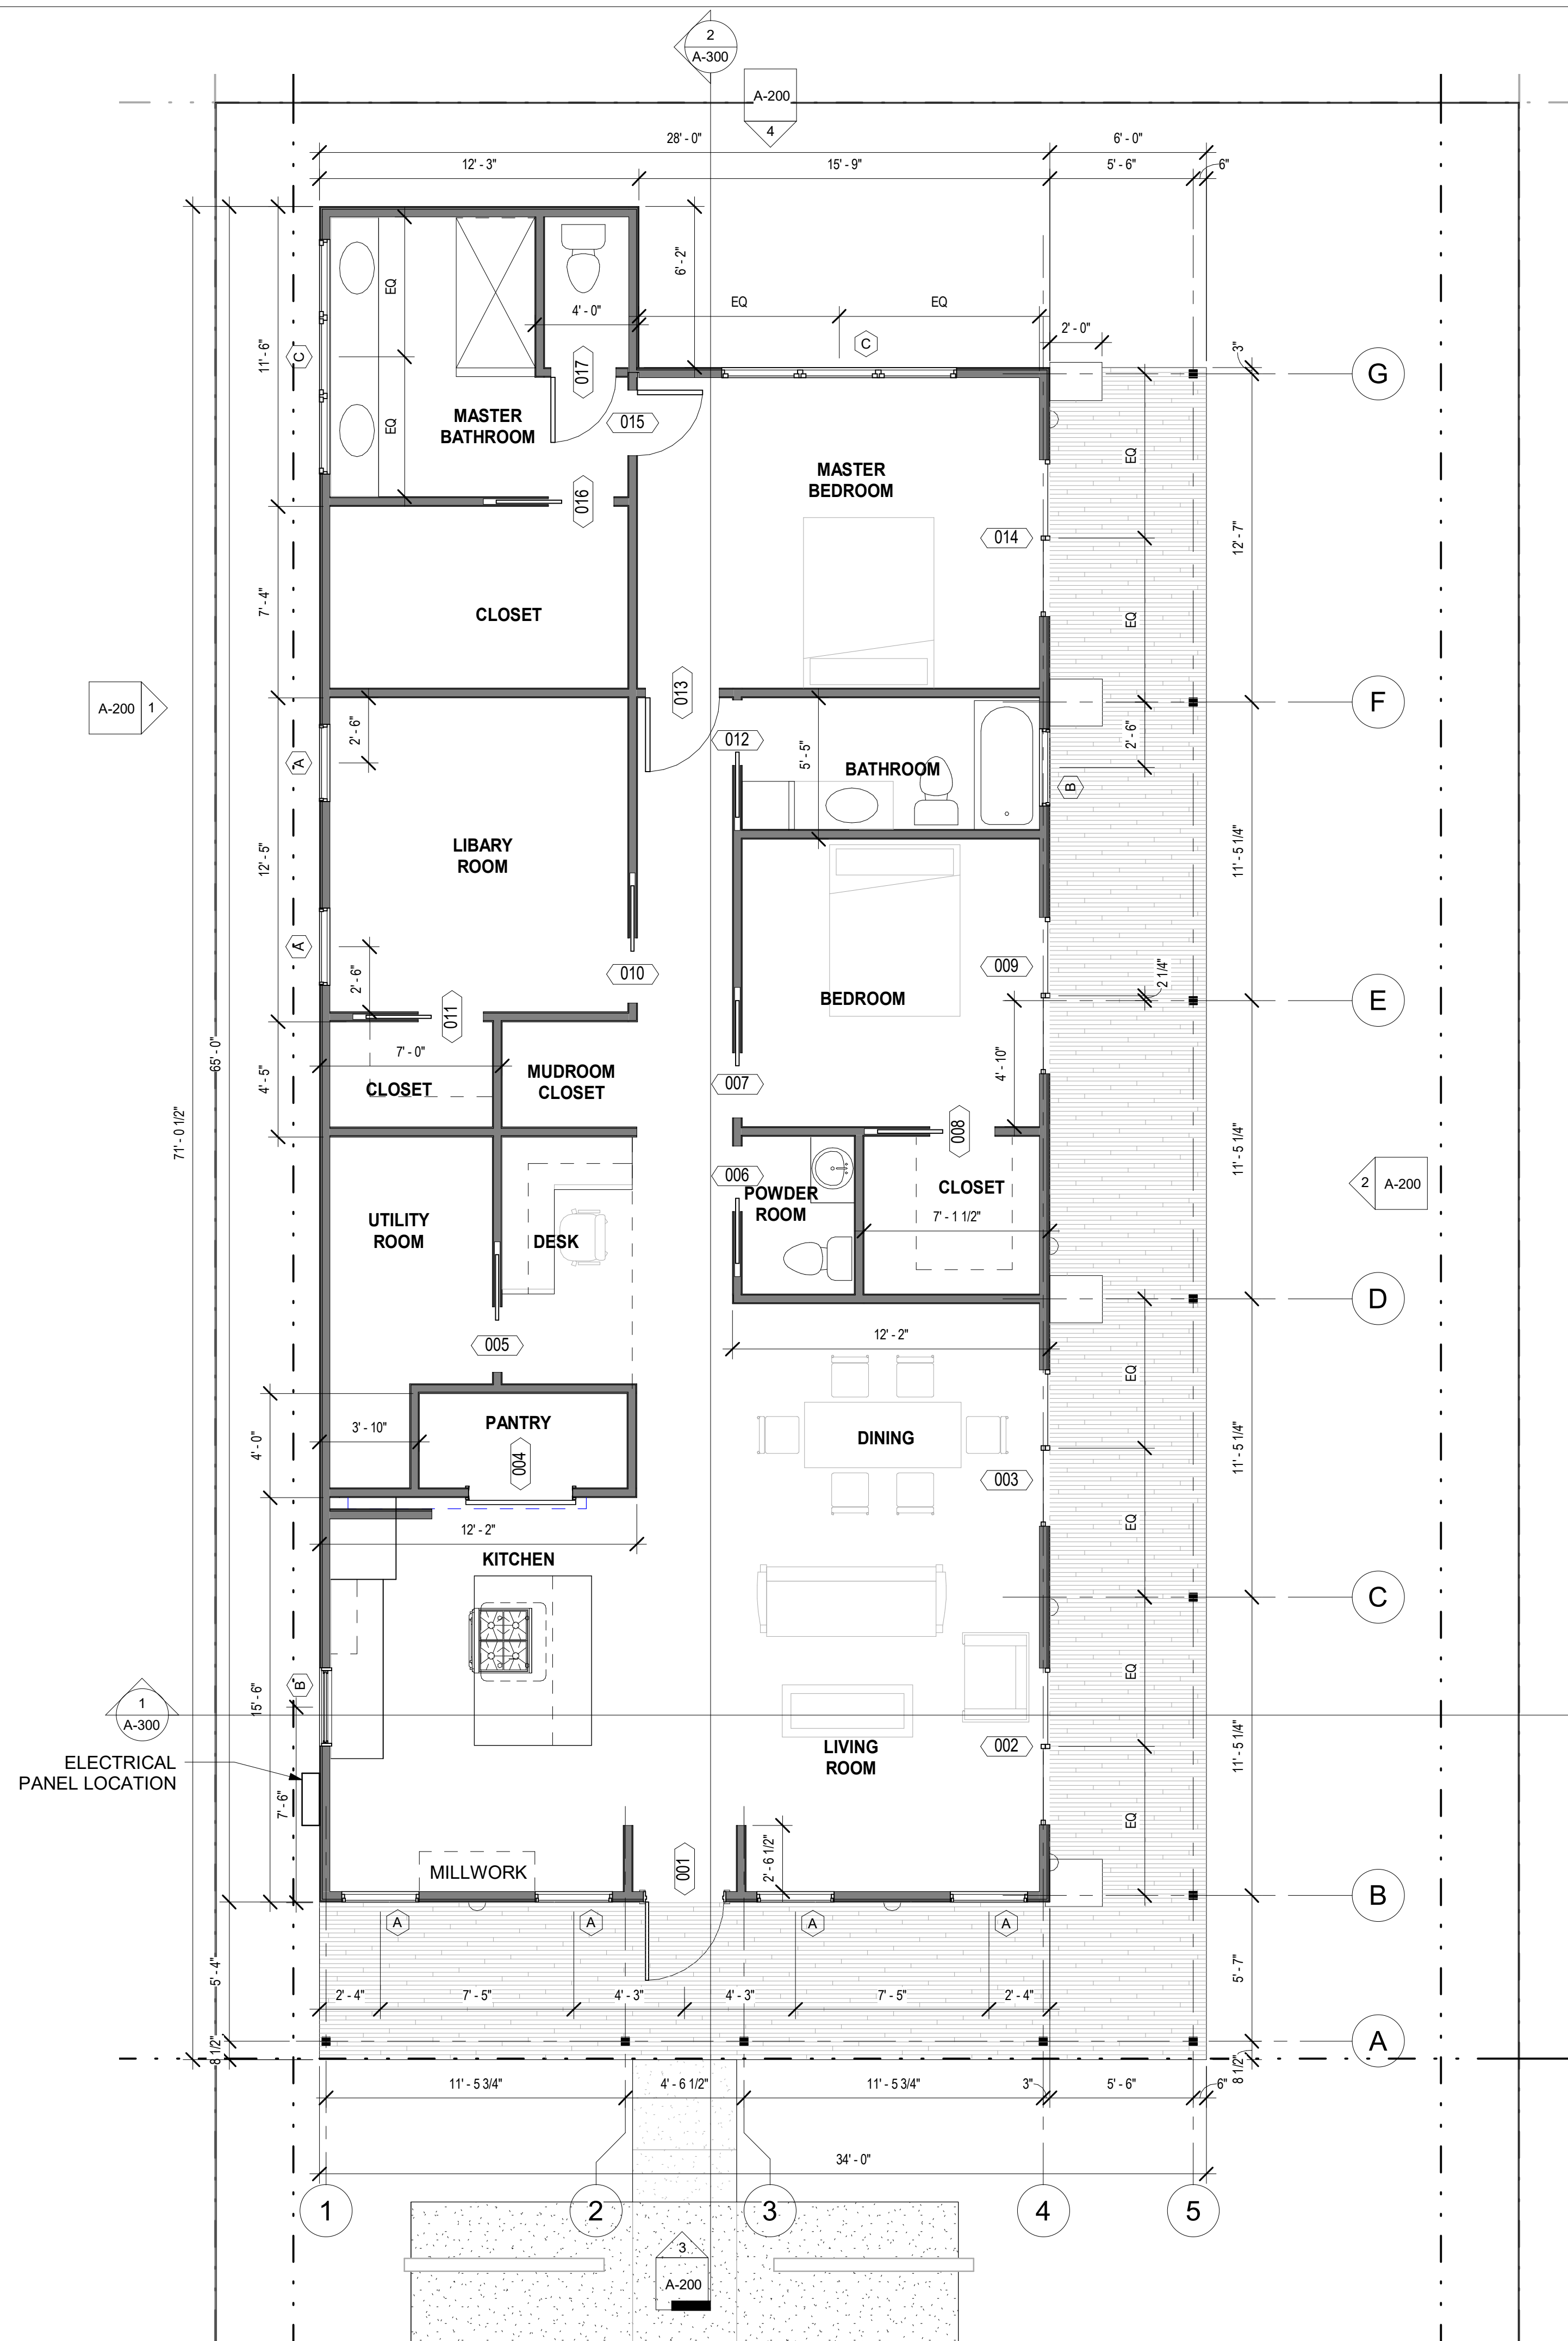 2
A-300
A-200
4
28' - 0"
6' - 0"
12' - 3"
15' - 9"
5' - 6"
6"
6' - 2"
EQ
EQ
EQ
4' - 0"
2' - 0"
3"
C
C
017
G
11' - 6"
015
MASTER
BATHROOM
EQ
EQ
MASTER
BEDROOM
016
014
12' - 7"
7' - 4"
CLOSET
EQ
013
A-200
1
F
2' - 6"
012
5' - 5"
2' - 6"
A
BATHROOM
B
LIBARY
ROOM
12' - 5"
11' - 5 1/4"
A
010
009
2' - 6"
BEDROOM
2 1/4"
E
011
65' - 0"
7' - 0"
4' - 10"
4' - 5"
CLOSET
MUDROOM
CLOSET
007
71' - 0 1/2"
008
11' - 5 1/4"
006
POWDER
ROOM
CLOSET
2
A-200
UTILITY
ROOM
DESK
7' - 1 1/2"
D
005
12' - 2"
EQ
3' - 10"
PANTRY
004
DINING
4' - 0"
003
11' - 5 1/4"
EQ
12' - 2"
KITCHEN
C
B
EQ
15' - 6"
1
A-300
LIVING
ROOM
002
11' - 5 1/4"
ELECTRICAL
PANEL LOCATION
7' - 6"
EQ
MILLWORK
001
2' - 6 1/2"
B
A
A
A
A
5' - 4"
5' - 7"
2' - 4"
7' - 5"
4' - 3"
4' - 3"
7' - 5"
2' - 4"
8 1/2"
A
8 1/2"
11' - 5 3/4"
4' - 6 1/2"
11' - 5 3/4"
3"
5' - 6"
6"
34' - 0"
1
2
3
4
5
3
A-200